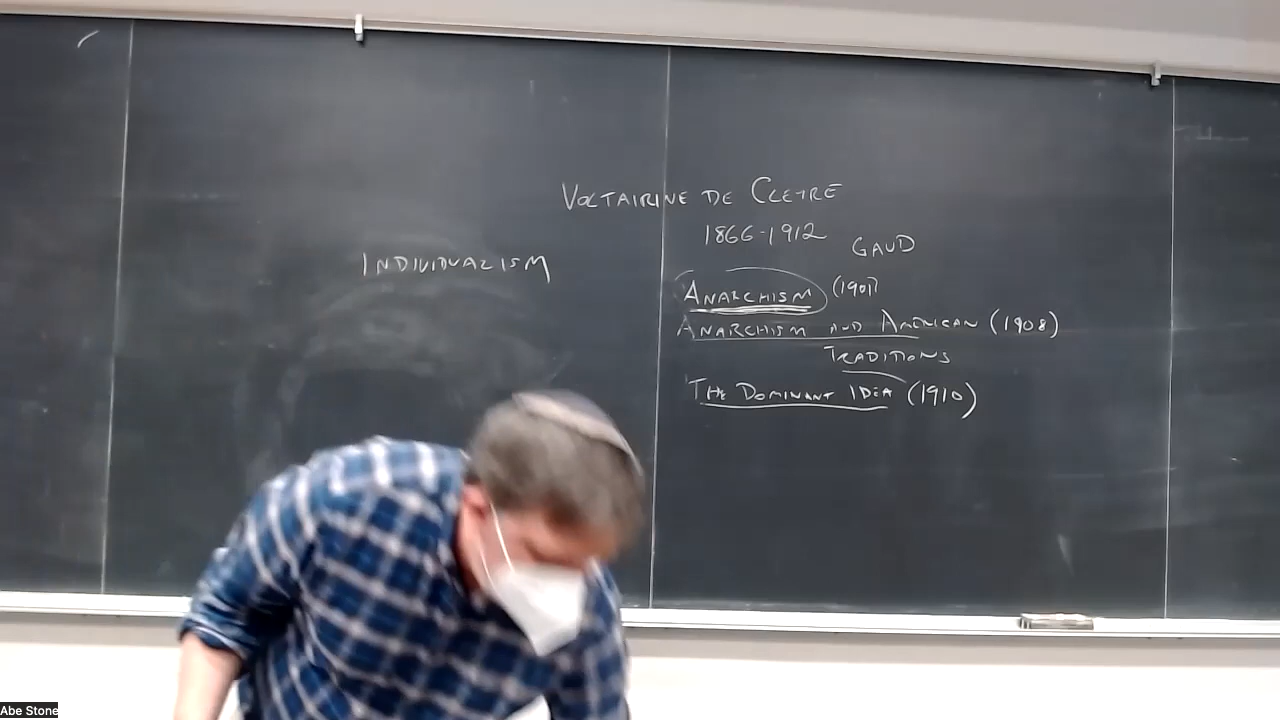 VOLTAIRINE DE CLEYRE
1866-1912
GAUD
INDIVIDUALISM
ANARCHISM (1901)
ANARCHISM AND AMERICAN (1908)
TRADITIONS
THE DOMINANT IDEA (1910)
Abe Stone